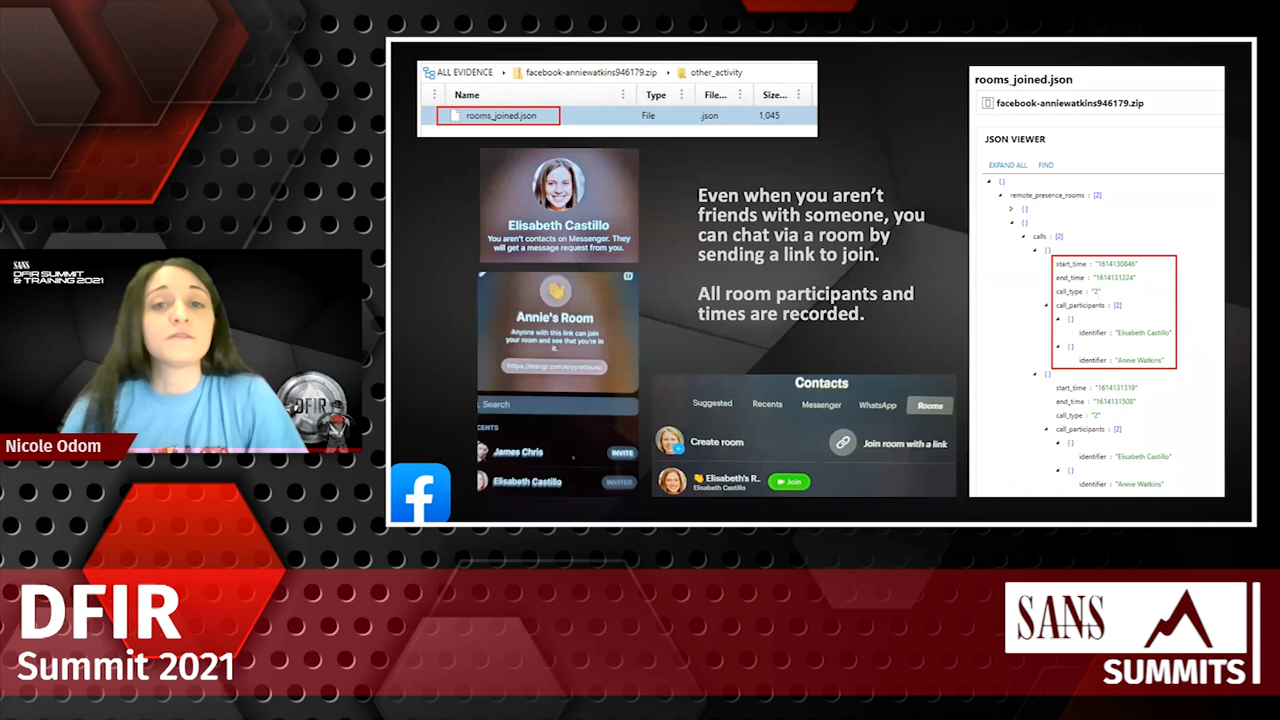 ALL EVIDENCE facebook-anniewatkins946179.zip other_activity
Name Type File... Size...
rooms_joined.json File .json 1,045
Elisabeth Castillo
You aren't contacts on Messenger. They
will get a message request from you.
Annie's Room
Anyone with this link can join
your room and see that you're in
it.
Search
James Chris INVITE
Elisabeth Castillo INVITED
Even when you aren't
friends with someone, you
can chat via a room by
sending a link to join.
All room participants and
times are recorded.
Contacts
Suggested Recents Messenger WhatsApp Rooms
Create room Join room with a link
Elisabeth's R..
Elisabeth Castillo
Join
rooms_joined.json
facebook-anniewatkins946179.zip
JSON VIEWER
EXPAND ALL FIND
{}
remote_presence_rooms : [2]
{}
{}
calls : [2]
{}
start_time : "1614130846"
end_time : "1614131224"
call_type : "2"
call_participants : [2]
{}
identifier : "Elisabeth Castillo"
{}
identifier : "Annie Watkins"
{}
start_time : "1614131319"
end_time : "1614131508"
call_type : "2"
call_participants : [2]
{}
identifier : "Elisabeth Castillo"
{}
identifier : "Annie Watkins"
SANS
DFIR SUMMIT
& TRAINING 2021
DFIR
Nicole Odom
f
DFIR
Summit 2021
SANS
SUMMITS